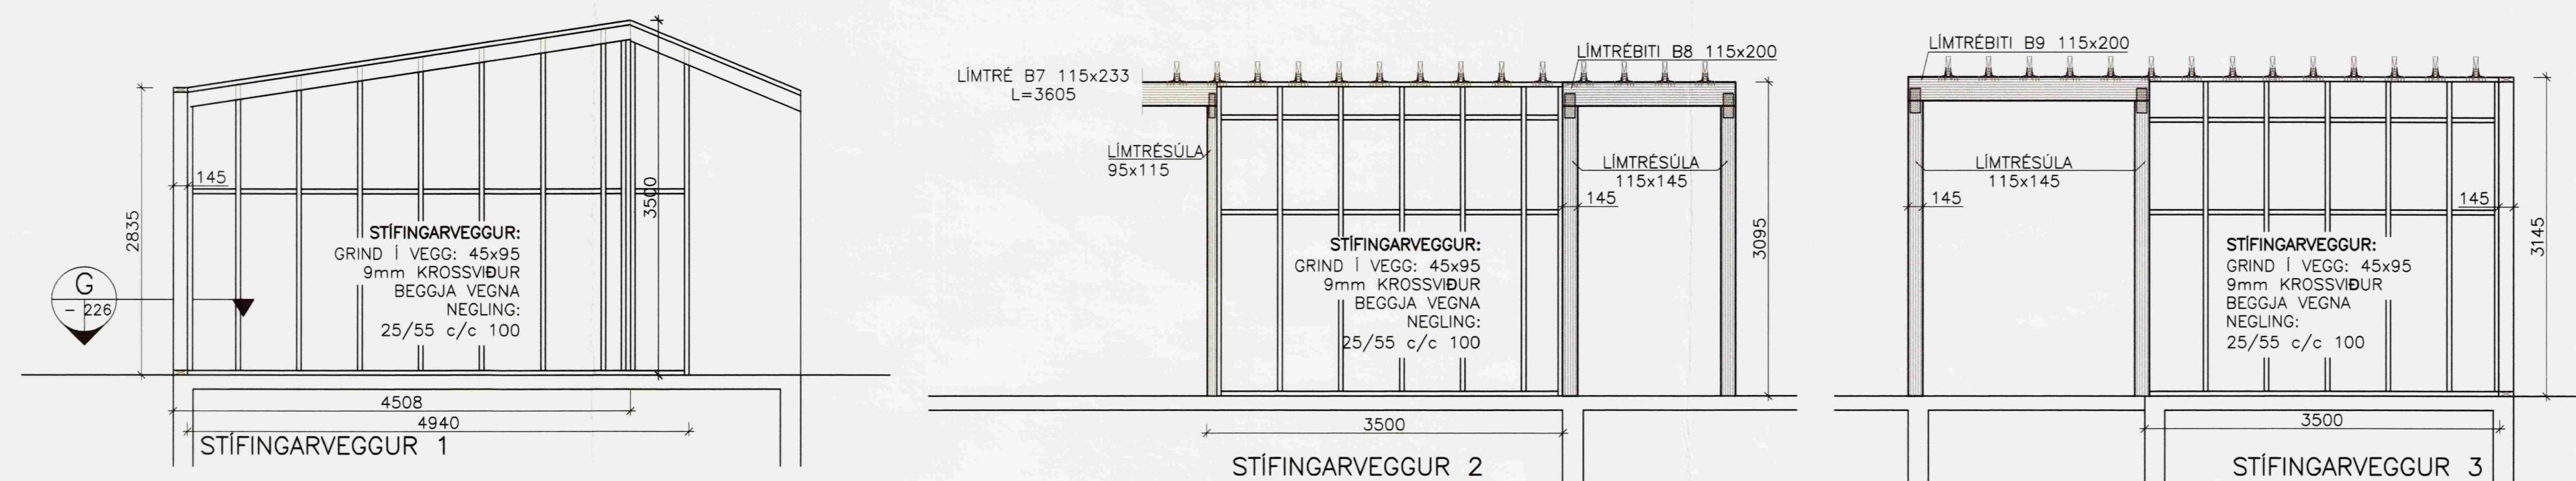 145
2835
3500
STÍFINGARVEGGUR:
GRIND Í VEGG: 45x95
9mm KROSSVIÐUR
BEGGJA VEGNA
NEGLING:
25/55 c/c 100
G
- 226
4508
4940
STÍFINGARVEGGUR 1
LÍMTRÉ B7 115x233
L=3605
LÍMTRÉBITI B8 115x200
LÍMTRÉSÚLA
95x115
LÍMTRÉSÚLA
115x145
145
3095
STÍFINGARVEGGUR:
GRIND Í VEGG: 45x95
9mm KROSSVIÐUR
BEGGJA VEGNA
NEGLING:
25/55 c/c 100
3500
STÍFINGARVEGGUR 2
LÍMTRÉBITI B9 115x200
LÍMTRÉSÚLA
115x145
145
145
3145
STÍFINGARVEGGUR:
GRIND Í VEGG: 45x95
9mm KROSSVIÐUR
BEGGJA VEGNA
NEGLING:
25/55 c/c 100
3500
STÍFINGARVEGGUR 3